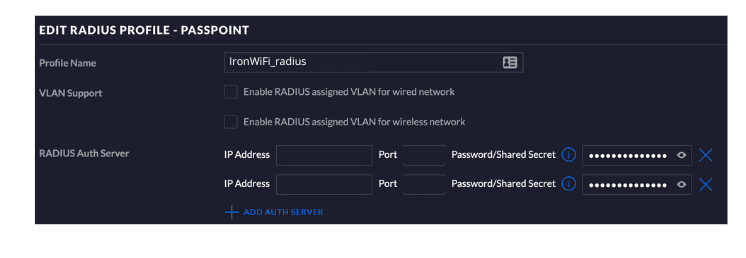 EDIT RADIUS PROFILE - PASSPOINT
Profile Name IronWiFi_radius
VLAN Support Enable RADIUS assigned VLAN for wired network
Enable RADIUS assigned VLAN for wireless network
RADIUS Auth Server IP Address Port Password/Shared Secret ••••••••••••••
IP Address Port Password/Shared Secret ••••••••••••••
ADD AUTH SERVER